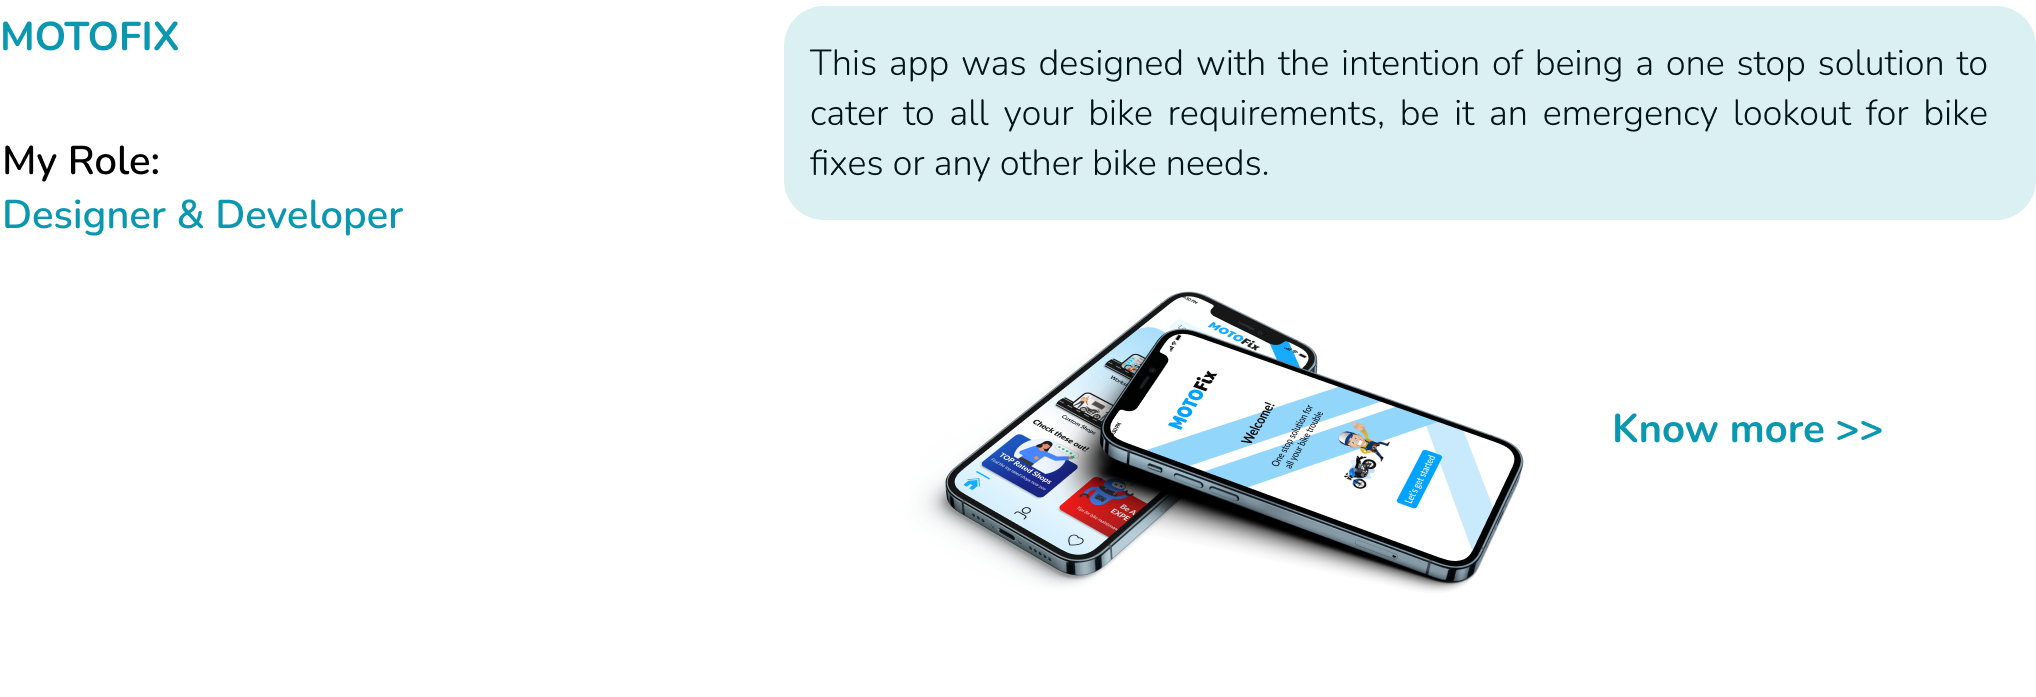 MOTOFIX
My Role:
Designer & Developer
This app was designed with the intention of being a one stop solution to
cater to all your bike requirements, be it an emergency lookout for bike
fixes or any other bike needs.
MOTOFix
Custom Shops
Check these out!
TOP Rated Shops
Be A
EXPE
MOTOFix
Welcome!
One stop solution for
all your bike trouble
Let's get started
Know more >>